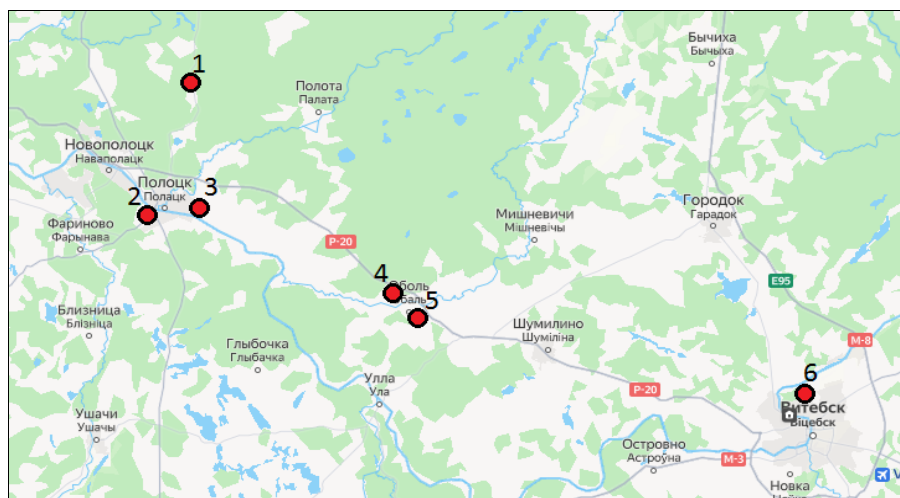 1
Бычиха
Бычыха
Полота
Палата
Новополоцк
Наваполацк
Полоцк
Полацк
3
2
Фариново
Фарынава
Мишневичи
Мішневічы
Городок
Гарадок
Р-20
4
Оболь
Обаль
5
E95
Близница
Блізніца
Глыбочка
Глыбачка
Шумилино
Шуміліна
М-8
Улла
Ула
Р-20
6
Витебск
Віцебск
Ушачи
Ушачы
Островно
Астроўна
М-3
Новка